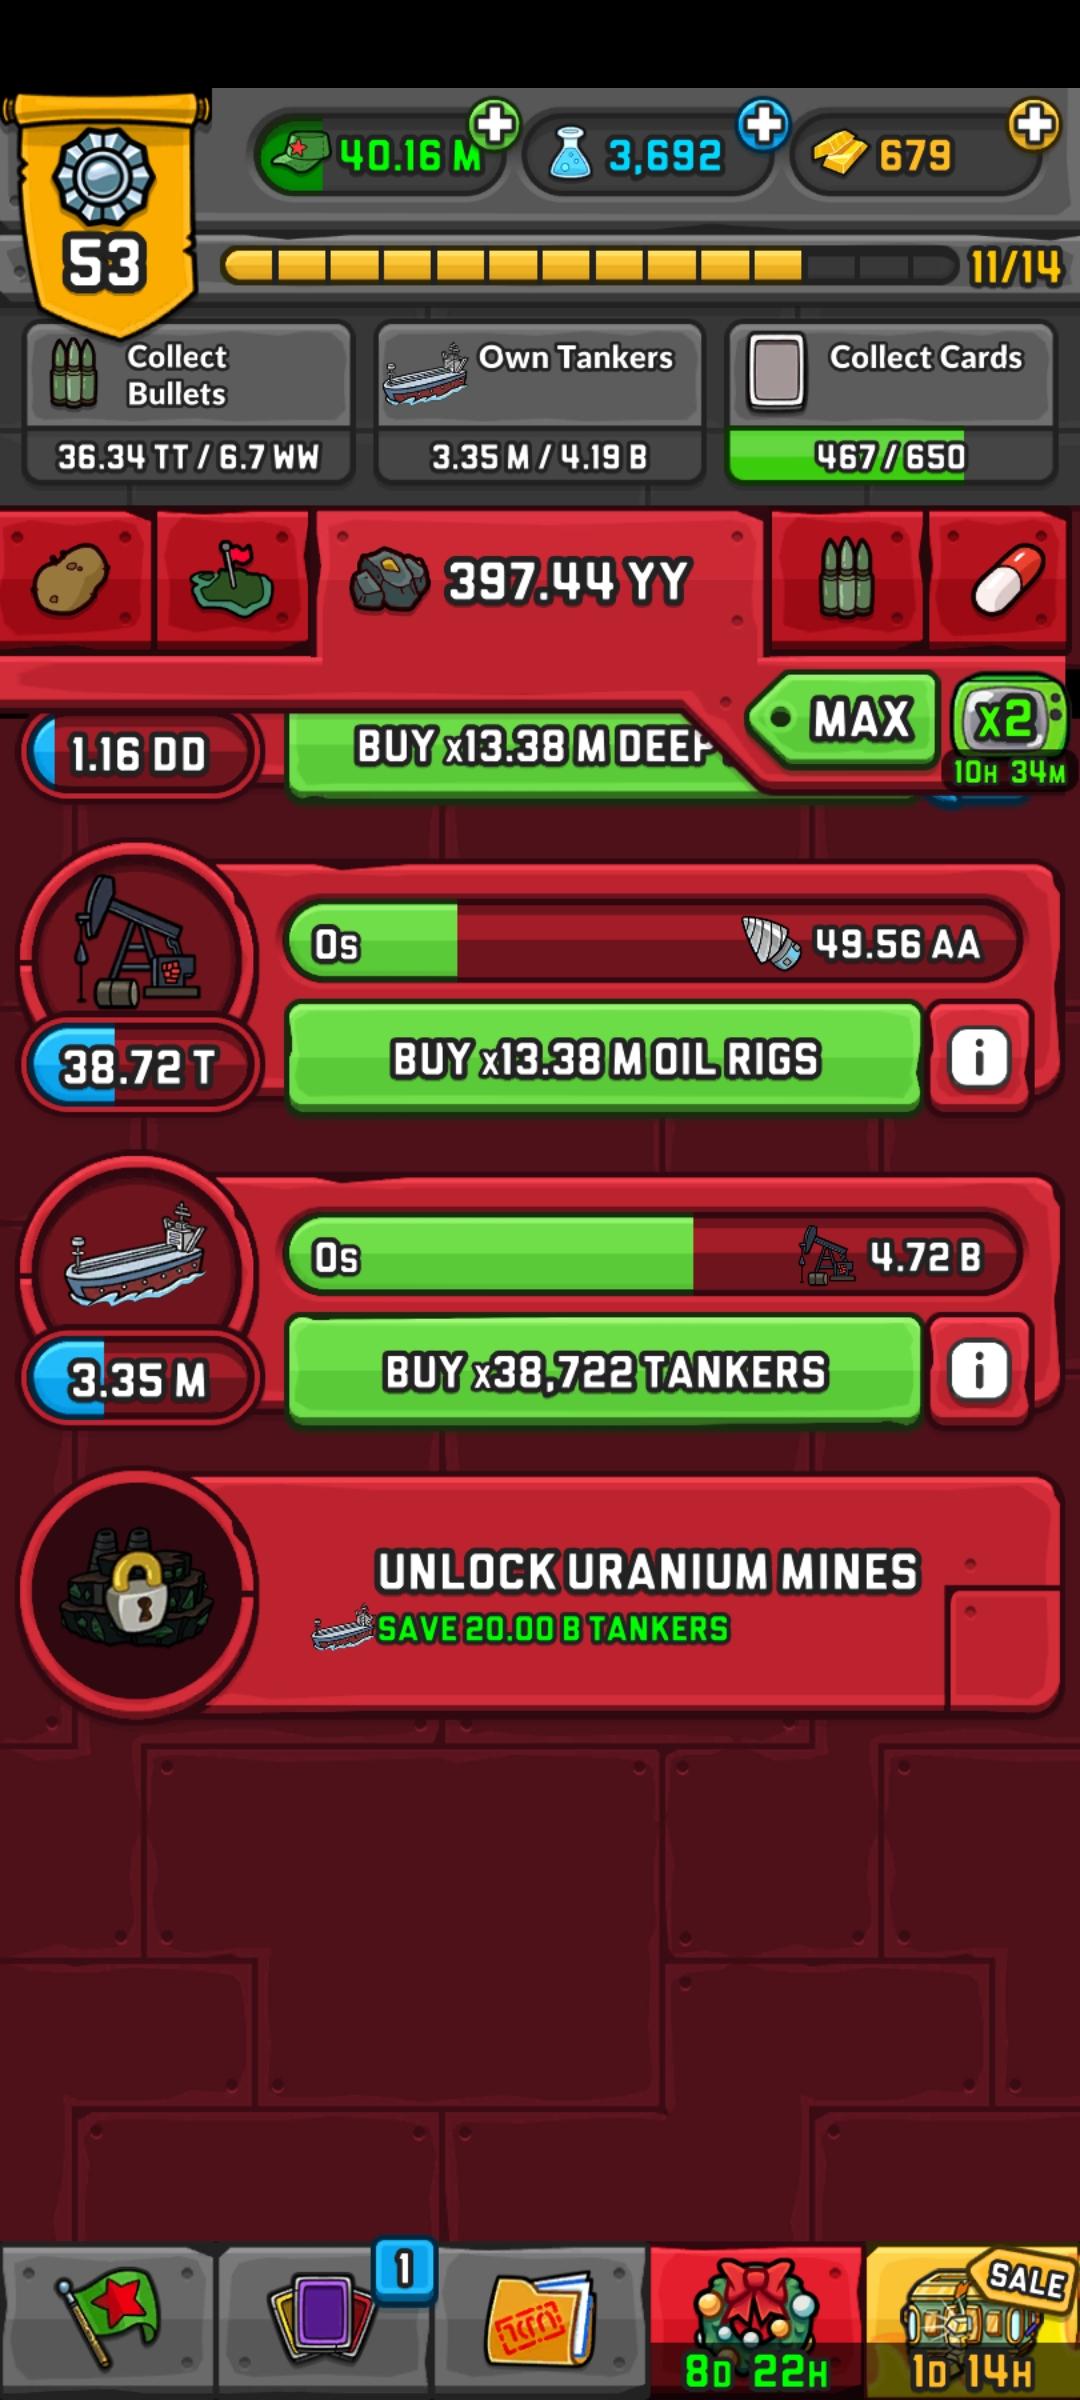 40.16 M
3,692
679
53
11/14
Collect
Bullets
36.34 TT / 6.7 WW
Own Tankers
3.35 M / 4.19 B
Collect Cards
467 / 650
397.44 YY
MAX
x2
10H 34M
1.16 DD
BUY x13.38 M DEEP
0s
49.56 AA
38.72 T
BUY x13.38 M OIL RIGS
i
0s
4.72 B
3.35 M
BUY x38,722 TANKERS
i
UNLOCK URANIUM MINES
SAVE 20.00 B TANKERS
1
SALE
8D 22H
1D 14H